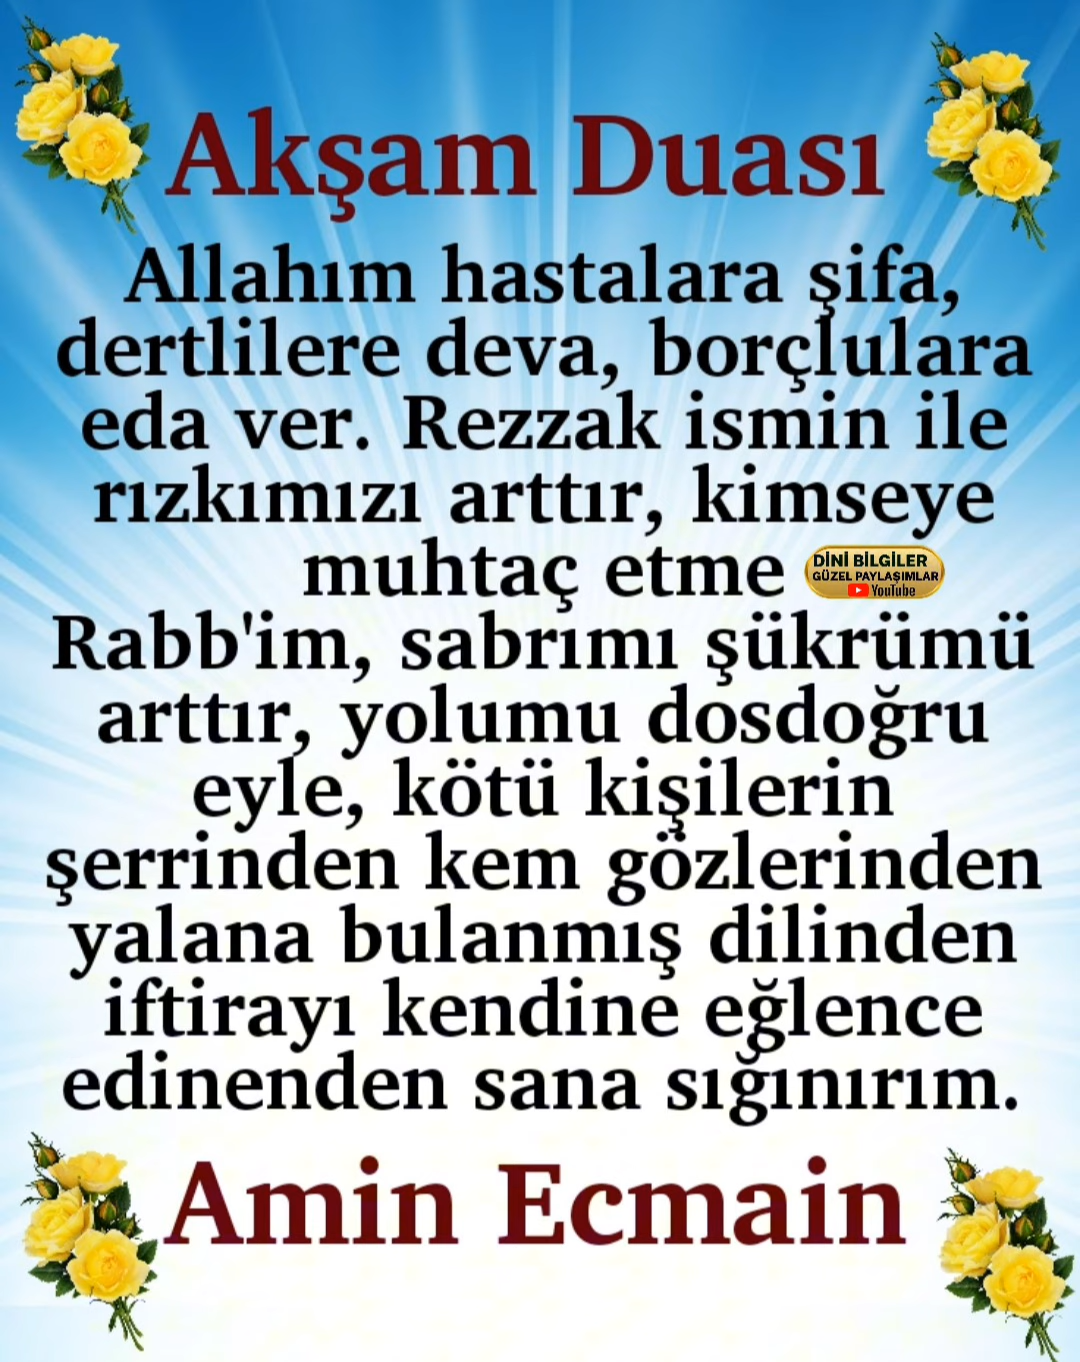 Akşam Duası
Allahım hastalara şifa,
dertlilere deva, borçlulara
eda ver. Rezzak ismin ile
rızkımızı arttır, kimseye
muhtaç etme
DİNİ BİLGİLER
GÜZEL PAYLAŞIMLAR
YouTube
Rabb'im, sabrımı şükrümü
arttır, yolumu dosdoğru
eyle, kötü kişilerin
şerrinden kem gözlerinden
yalana bulanmış dilinden
iftirayı kendine eğlence
edinenden sana sığınırım.
Amin Ecmain